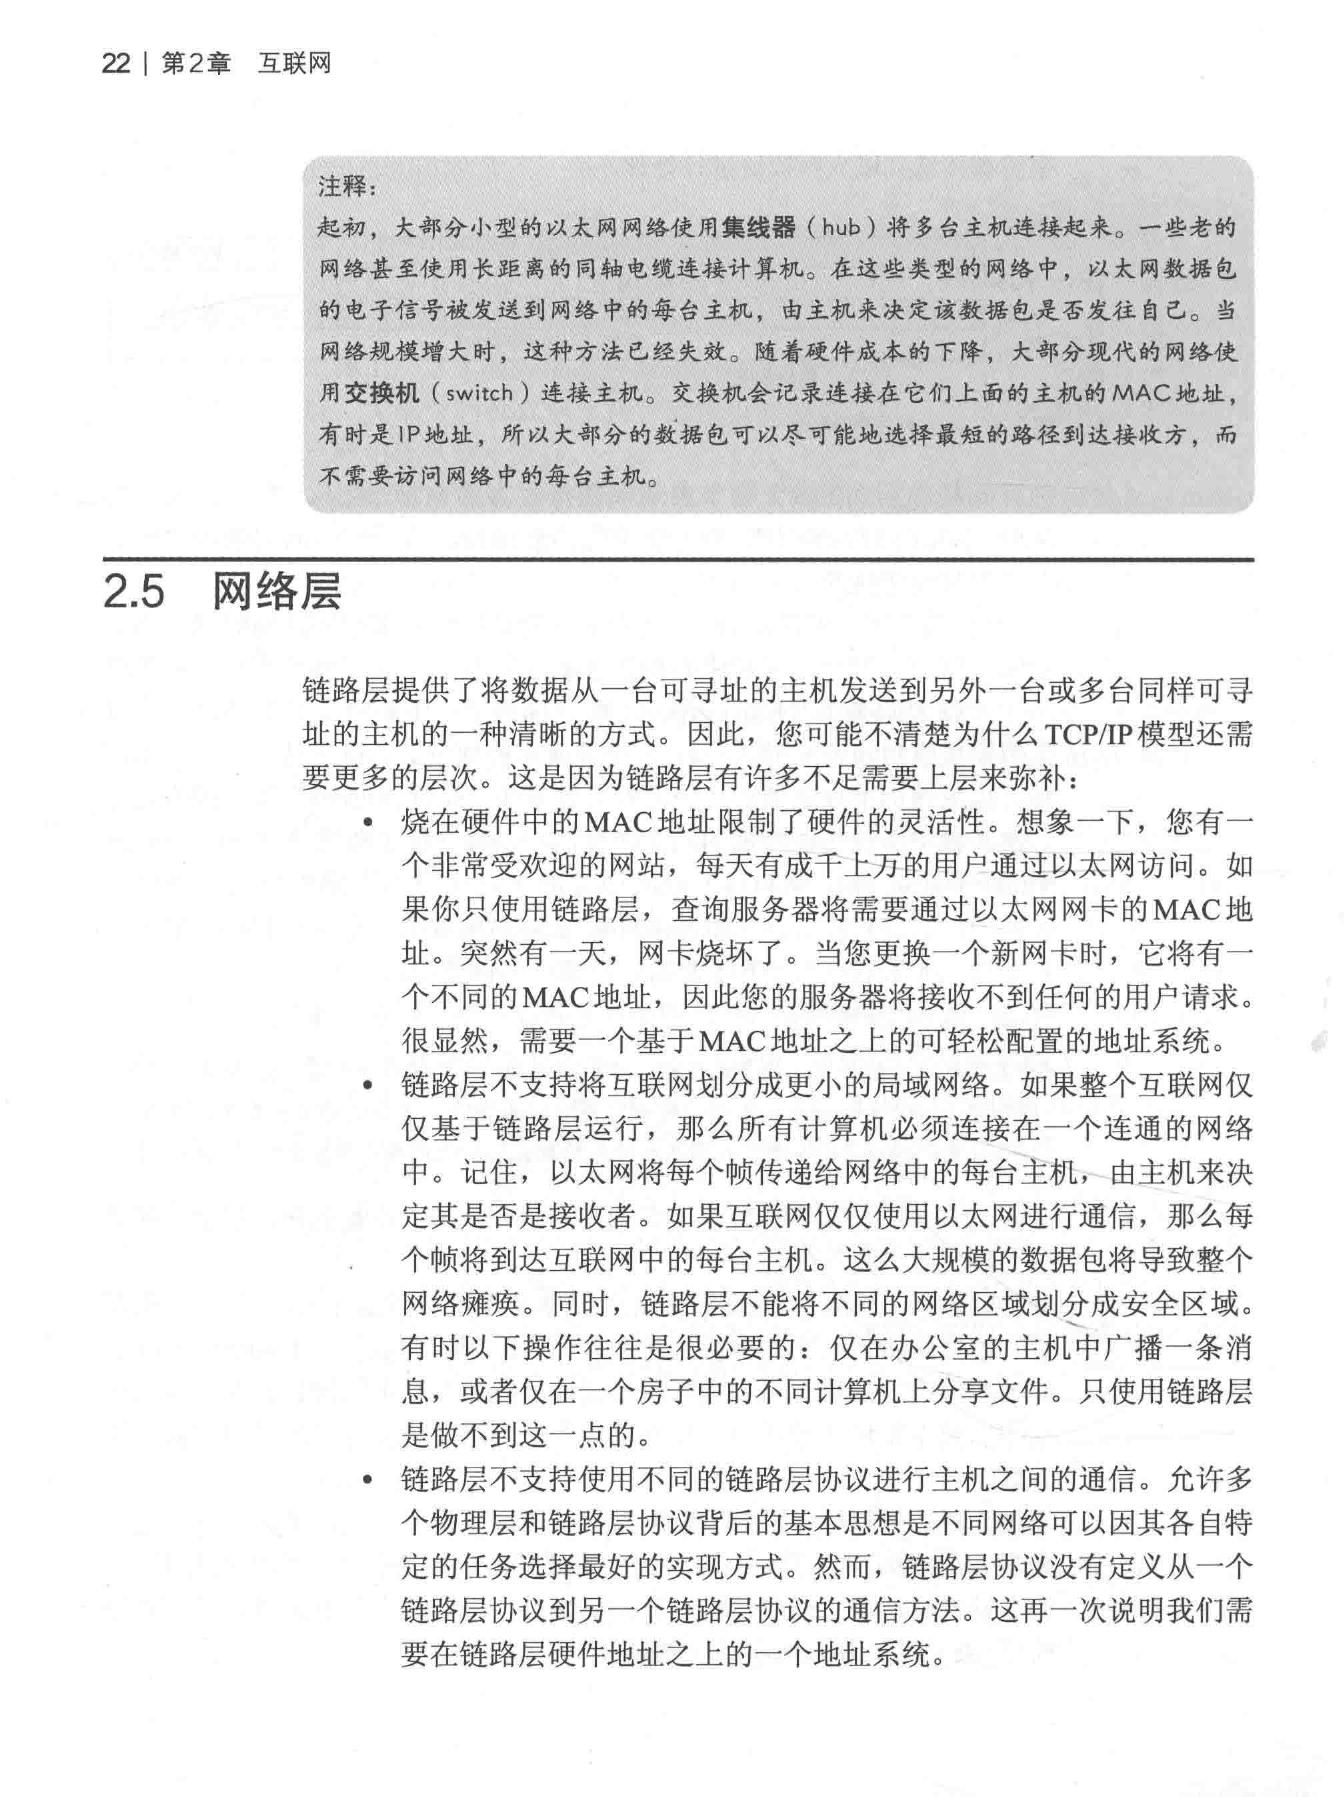 22 | 第2章 互联网
注释：
起初，大部分小型的以太网网络使用集线器（hub）将多台主机连接起来。一些老的
网络甚至使用长距离的同轴电缆连接计算机。在这些类型的网络中，以太网数据包
的电子信号被发送到网络中的每台主机，由主机来决定该数据包是否发往自己。当
网络规模增大时，这种方法已经失效。随着硬件成本的下降，大部分现代的网络使
用交换机（switch）连接主机。交换机会记录连接在它们上面的主机的MAC地址，
有时是IP地址，所以大部分的数据包可以尽可能地选择最短的路径到达接收方，而
不需要访问网络中的每台主机。
2.5 网络层
链路层提供了将数据从一台可寻址的主机发送到另外一台或多台同样可寻
址的主机的一种清晰的方式。因此，您可能不清楚为什么TCP/IP模型还需
要更多的层次。这是因为链路层有许多不足需要上层来弥补：
• 烧在硬件中的MAC地址限制了硬件的灵活性。想象一下，您有一
个非常受欢迎的网站，每天有成千上万的用户通过以太网访问。如
果你只使用链路层，查询服务器将需要通过以太网网卡的MAC地
址。突然有一天，网卡烧坏了。当您更换一个新网卡时，它将有一
个不同的MAC地址，因此您的服务器将接收不到任何的用户请求。
很显然，需要一个基于MAC地址之上的可轻松配置的地址系统。
• 链路层不支持将互联网划分成更小的局域网络。如果整个互联网仅
仅基于链路层运行，那么所有计算机必须连接在一个连通的网络
中。记住，以太网将每个帧传递给网络中的每台主机，由主机来决
定其是否是接收者。如果互联网仅仅使用以太网进行通信，那么每
个帧将到达互联网中的每台主机。这么大规模的数据包将导致整个
网络瘫痪。同时，链路层不能将不同的网络区域划分成安全区域。
有时以下操作往往是很必要的：仅在办公室的主机中广播一条消
息，或者仅在一个房子中的不同计算机上分享文件。只使用链路层
是做不到这一点的。
• 链路层不支持使用不同的链路层协议进行主机之间的通信。允许多
个物理层和链路层协议背后的基本思想是不同网络可以因其各自特
定的任务选择最好的实现方式。然而，链路层协议没有定义从一个
链路层协议到另一个链路层协议的通信方法。这再一次说明我们需
要在链路层硬件地址之上的一个地址系统。